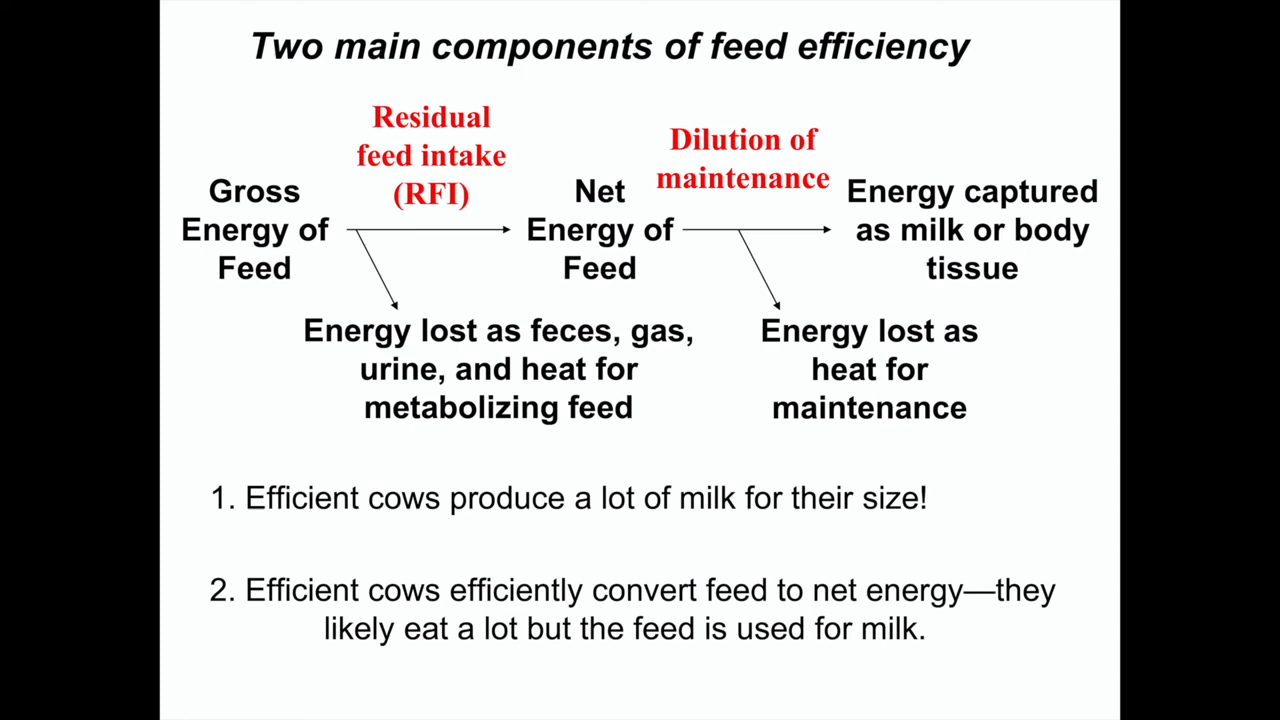 Two main components of feed efficiency
Residual
feed intake
(RFI)
Dilution of
maintenance
Gross
Energy of
Feed
Net
Energy of
Feed
Energy captured
as milk or body
tissue
Energy lost as feces, gas,
urine, and heat for
metabolizing feed
Energy lost as
heat for
maintenance
1. Efficient cows produce a lot of milk for their size!
2. Efficient cows efficiently convert feed to net energy—they
likely eat a lot but the feed is used for milk.